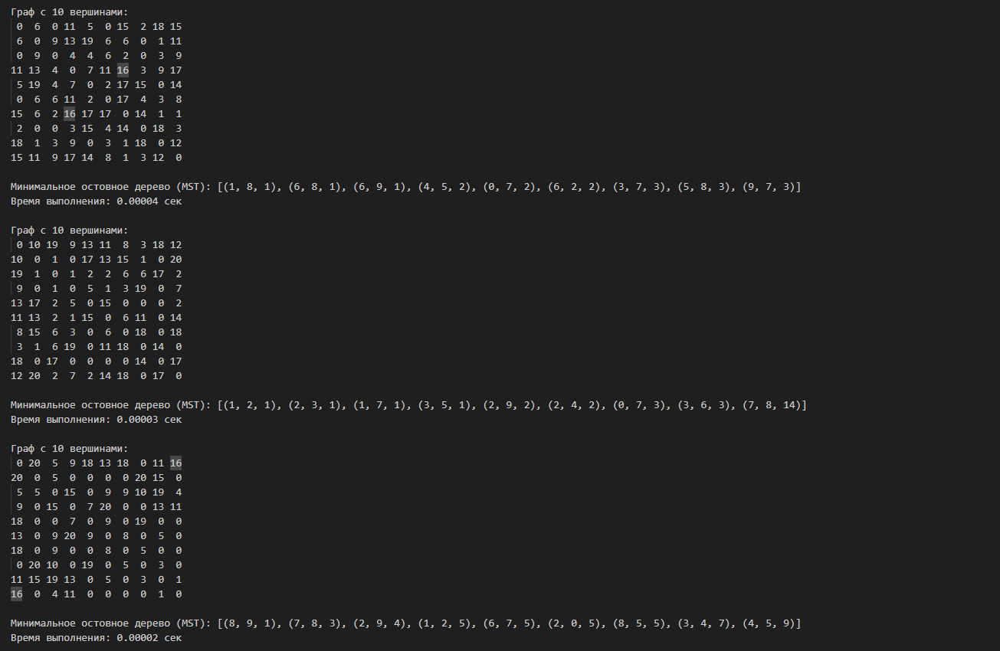 Граф с 10 вершинами:
 0  6  0 11  5  0 15  2 18 15
 6  0  9 13 19  6  6  0  1 11
 0  9  0  4  4  6  2  0  3  9
11 13  4  0  7 11 16  3  9 17
 5 19  4  7  0  2 17 15  0 14
 0  6  6 11  2  0 17  4  3  8
15  6  2 16 17 17  0 14  1  1
 2  0  0  3 15  4 14  0 18  3
18  1  3  9  0  3  1 18  0 12
15 11  9 17 14  8  1  3 12  0
Минимальное остовное дерево (MST): [(1, 8, 1), (6, 8, 1), (6, 9, 1), (4, 5, 2), (0, 7, 2), (6, 2, 2), (3, 7, 3), (5, 8, 3), (9, 7, 3)]
Время выполнения: 0.00004 сек
Граф с 10 вершинами:
 0 10 19  9 13 11  8  3 18 12
10  0  1  0 17 13 15  1  0 20
19  1  0  1  2  2  6  6 17  2
 9  0  1  0  5  1  3 19  0  7
13 17  2  5  0 15  0  0  0  2
11 13  2  1 15  0  6 11  0 14
 8 15  6  3  0  6  0 18  0 18
 3  1  6 19  0 11 18  0 14  0
18  0 17  0  0  0  0 14  0 17
12 20  2  7  2 14 18  0 17  0
Минимальное остовное дерево (MST): [(1, 2, 1), (2, 3, 1), (1, 7, 1), (3, 5, 1), (2, 9, 2), (2, 4, 2), (0, 7, 3), (3, 6, 3), (7, 8, 14)]
Время выполнения: 0.00003 сек
Граф с 10 вершинами:
 0 20  5  9 18 13 18  0 11 16
20  0  5  0  0  0  0 20 15  0
 5  5  0 15  0  9  9 10 19  4
 9  0 15  0  7 20  0  0 13 11
18  0  0  7  0  9  0 19  0  0
13  0  9 20  9  0  8  0  5  0
18  0  9  0  0  8  0  5  0  0
 0 20 10  0 19  0  5  0  3  0
11 15 19 13  0  5  0  3  0  1
16  0  4 11  0  0  0  0  1  0
Минимальное остовное дерево (MST): [(8, 9, 1), (7, 8, 3), (2, 9, 4), (1, 2, 5), (6, 7, 5), (2, 0, 5), (8, 5, 5), (3, 4, 7), (4, 5, 9)]
Время выполнения: 0.00002 сек